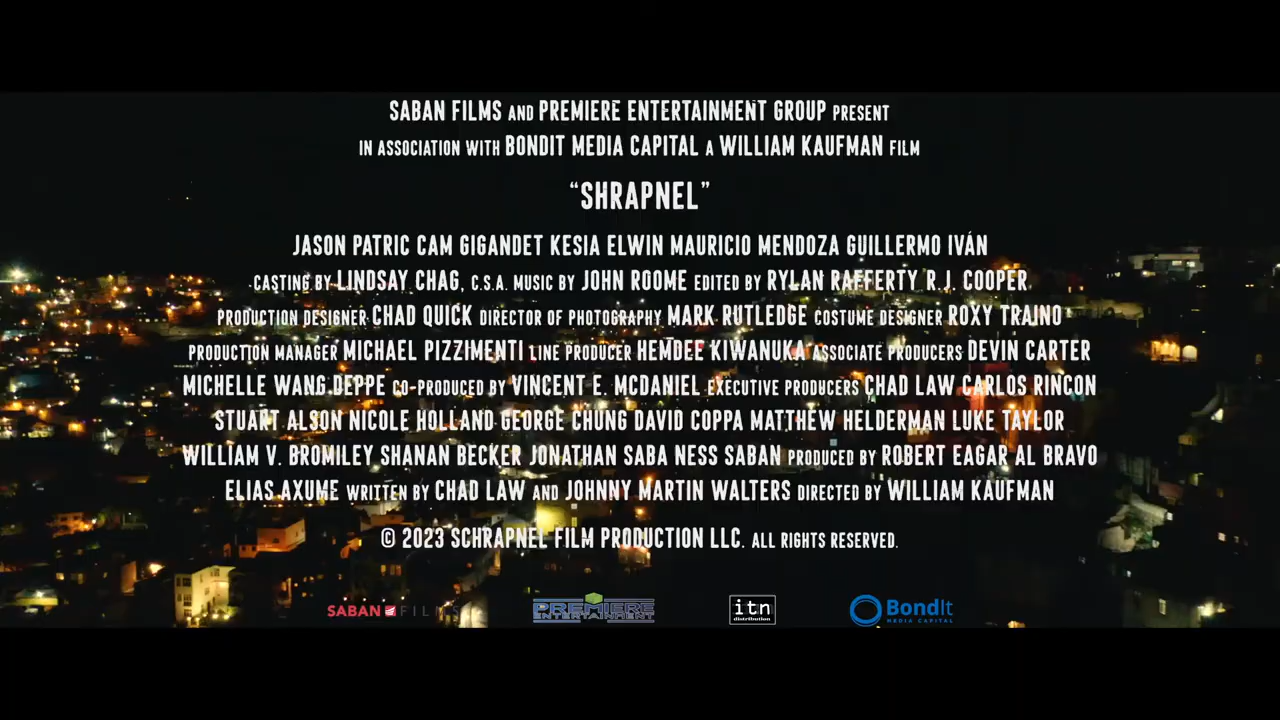 SABAN FILMS AND PREMIERE ENTERTAINMENT GROUP PRESENT
IN ASSOCIATION WITH BONDIT MEDIA CAPITAL A WILLIAM KAUFMAN FILM
“SHRAPNEL”
JASON PATRIC CAM GIGANDET KESIA ELWIN MAURICIO MENDOZA GUILLERMO IVÁN
CASTING BY LINDSAY CHAG, C.S.A. MUSIC BY JOHN ROOME EDITED BY RYLAN RAFFERTY R.J. COOPER
PRODUCTION DESIGNER CHAD QUICK DIRECTOR OF PHOTOGRAPHY MARK RUTLEDGE COSTUME DESIGNER ROXY TRAINO
PRODUCTION MANAGER MICHAEL PIZZIMENTI LINE PRODUCER HEMDEE KIWANUKA ASSOCIATE PRODUCERS DEVIN CARTER
MICHELLE WANG DEPPE CO-PRODUCED BY VINCENT E. MCDANIEL EXECUTIVE PRODUCERS CHAD LAW CARLOS RINCON
STUART ALSON NICOLE HOLLAND GEORGE CHUNG DAVID COPPA MATTHEW HELDERMAN LUKE TAYLOR
WILLIAM V. BROMILEY SHANAN BECKER JONATHAN SABA NESS SABAN PRODUCED BY ROBERT EAGAR AL BRAVO
ELIAS AXUME WRITTEN BY CHAD LAW AND JOHNNY MARTIN WALTERS DIRECTED BY WILLIAM KAUFMAN
© 2023 SCHRAPNEL FILM PRODUCTION LLC. ALL RIGHTS RESERVED.
SABAN FILMS PREMIERE ENTERTAINMENT itn distribution BondIt MEDIA CAPITAL